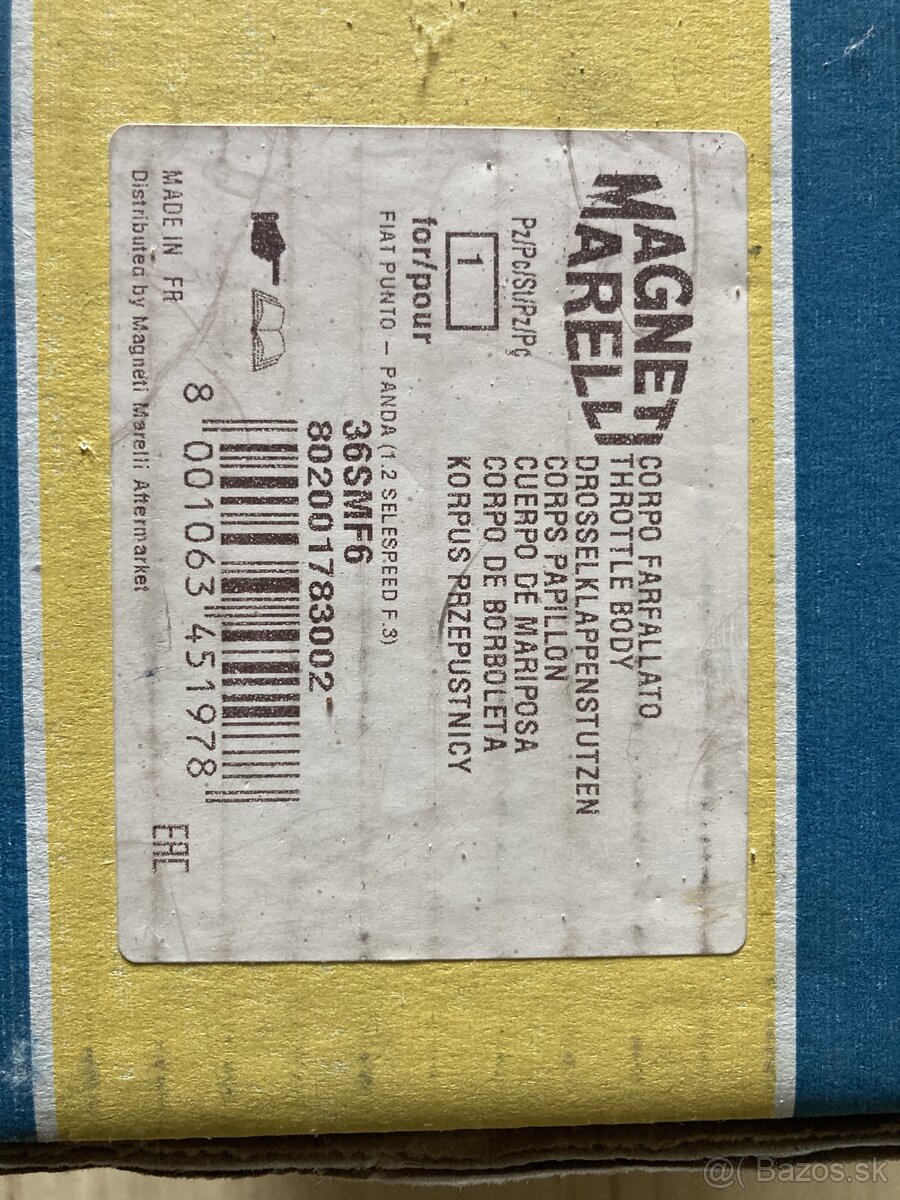 MAGNETI
MARELLI
CORPO FARFALLATO
THROTTLE BODY
DROSSELKLAPPENSTUTZEN
CORPS PAPILLON
CUERPO DE MARIPOSA
CORPO DE BORBOLETA
KORPUS PRZEPUSTNICY
Pz/Pc/St/Pz/Pç
1
for/pour
FIAT PUNTO - PANDA (1.2 SELESPEED F.3)
36SMF6
802001783002
8 001063 451978
MADE IN FR
Distributed by Magneti Marelli Aftermarket
EAC
@( Bazos.sk